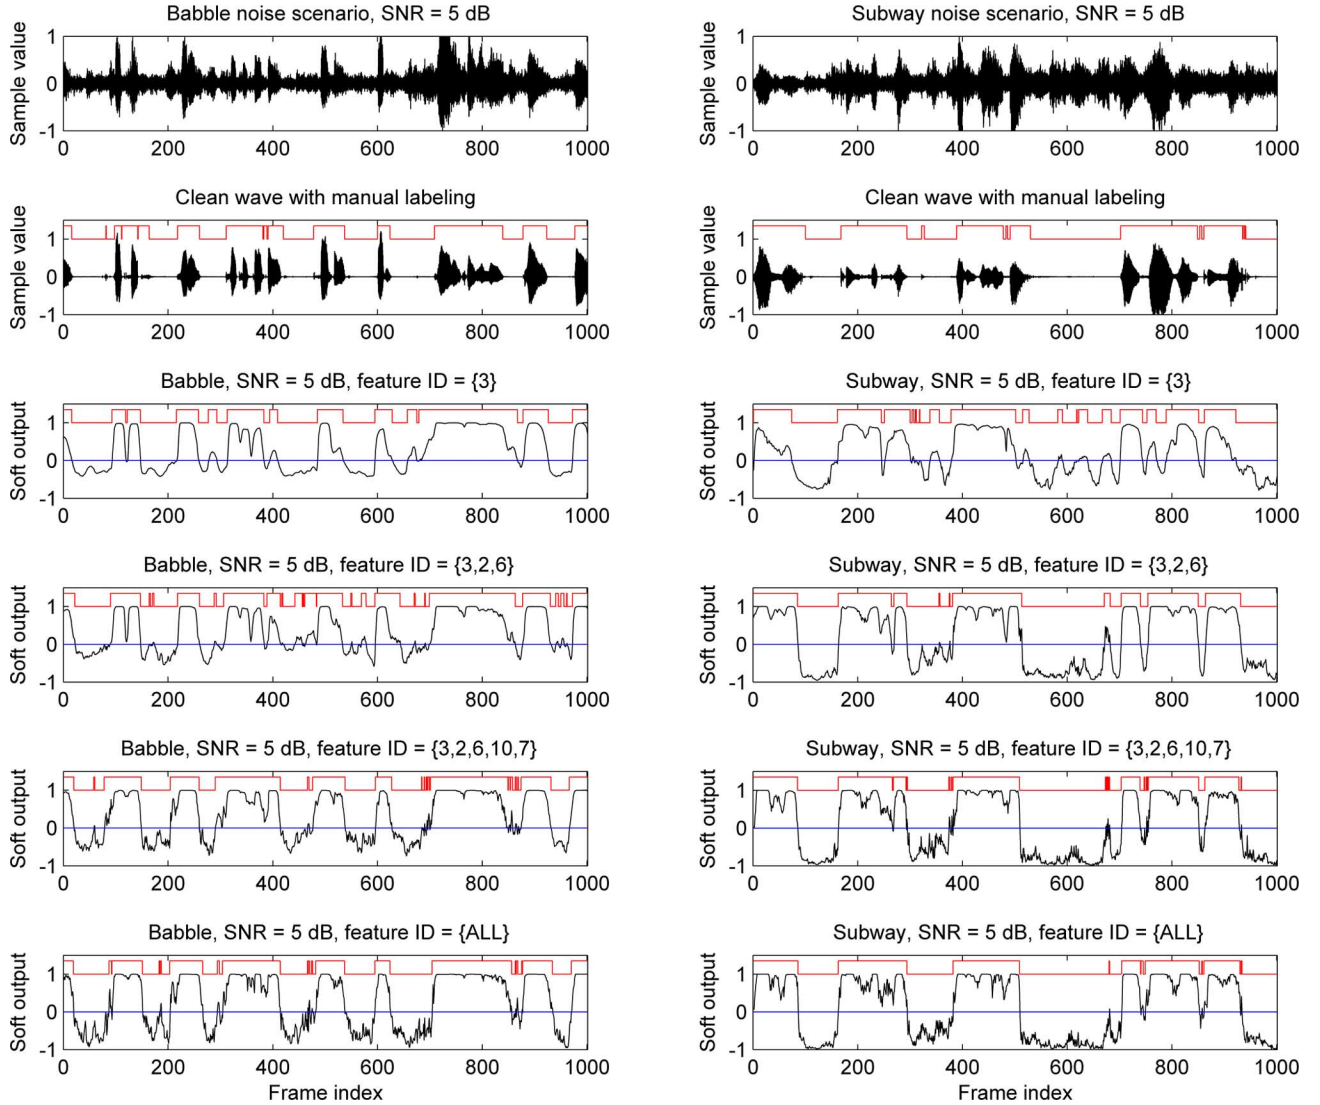 Babble noise scenario, SNR = 5 dB
Sample value
1
0
-1
0 200 400 600 800 1000
Subway noise scenario, SNR = 5 dB
Sample value
1
0
-1
0 200 400 600 800 1000
Clean wave with manual labeling
Sample value
1
0
-1
0 200 400 600 800 1000
Clean wave with manual labeling
Sample value
1
0
-1
0 200 400 600 800 1000
Babble, SNR = 5 dB, feature ID = {3}
Soft output
1
0
-1
0 200 400 600 800 1000
Subway, SNR = 5 dB, feature ID = {3}
Soft output
1
0
-1
0 200 400 600 800 1000
Babble, SNR = 5 dB, feature ID = {3,2,6}
Soft output
1
0
-1
0 200 400 600 800 1000
Subway, SNR = 5 dB, feature ID = {3,2,6}
Soft output
1
0
-1
0 200 400 600 800 1000
Babble, SNR = 5 dB, feature ID = {3,2,6,10,7}
Soft output
1
0
-1
0 200 400 600 800 1000
Subway, SNR = 5 dB, feature ID = {3,2,6,10,7}
Soft output
1
0
-1
0 200 400 600 800 1000
Babble, SNR = 5 dB, feature ID = {ALL}
Soft output
1
0
-1
0 200 400 600 800 1000
Frame index
Subway, SNR = 5 dB, feature ID = {ALL}
Soft output
1
0
-1
0 200 400 600 800 1000
Frame index